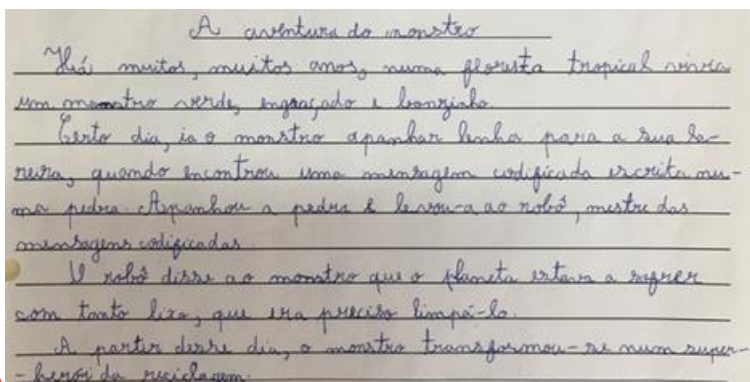 A aventura do monstro
Há muitos, muitos anos, numa floresta tropical vivia
um monstro verde, engraçado e bonzinho.
Certo dia, ia o monstro apanhar lenha para a sua la-
reira, quando encontrou uma mensagem codificada escrita nu-
ma pedra. Apanhou a pedra e levou-a ao robô, mestre das
mensagens codificadas.
O robô disse ao monstro que o planeta estava a sofrer
com tanto lixo, que era preciso limpá-lo.
A partir desse dia, o monstro transformou-se num super-
-herói da reciclagem.